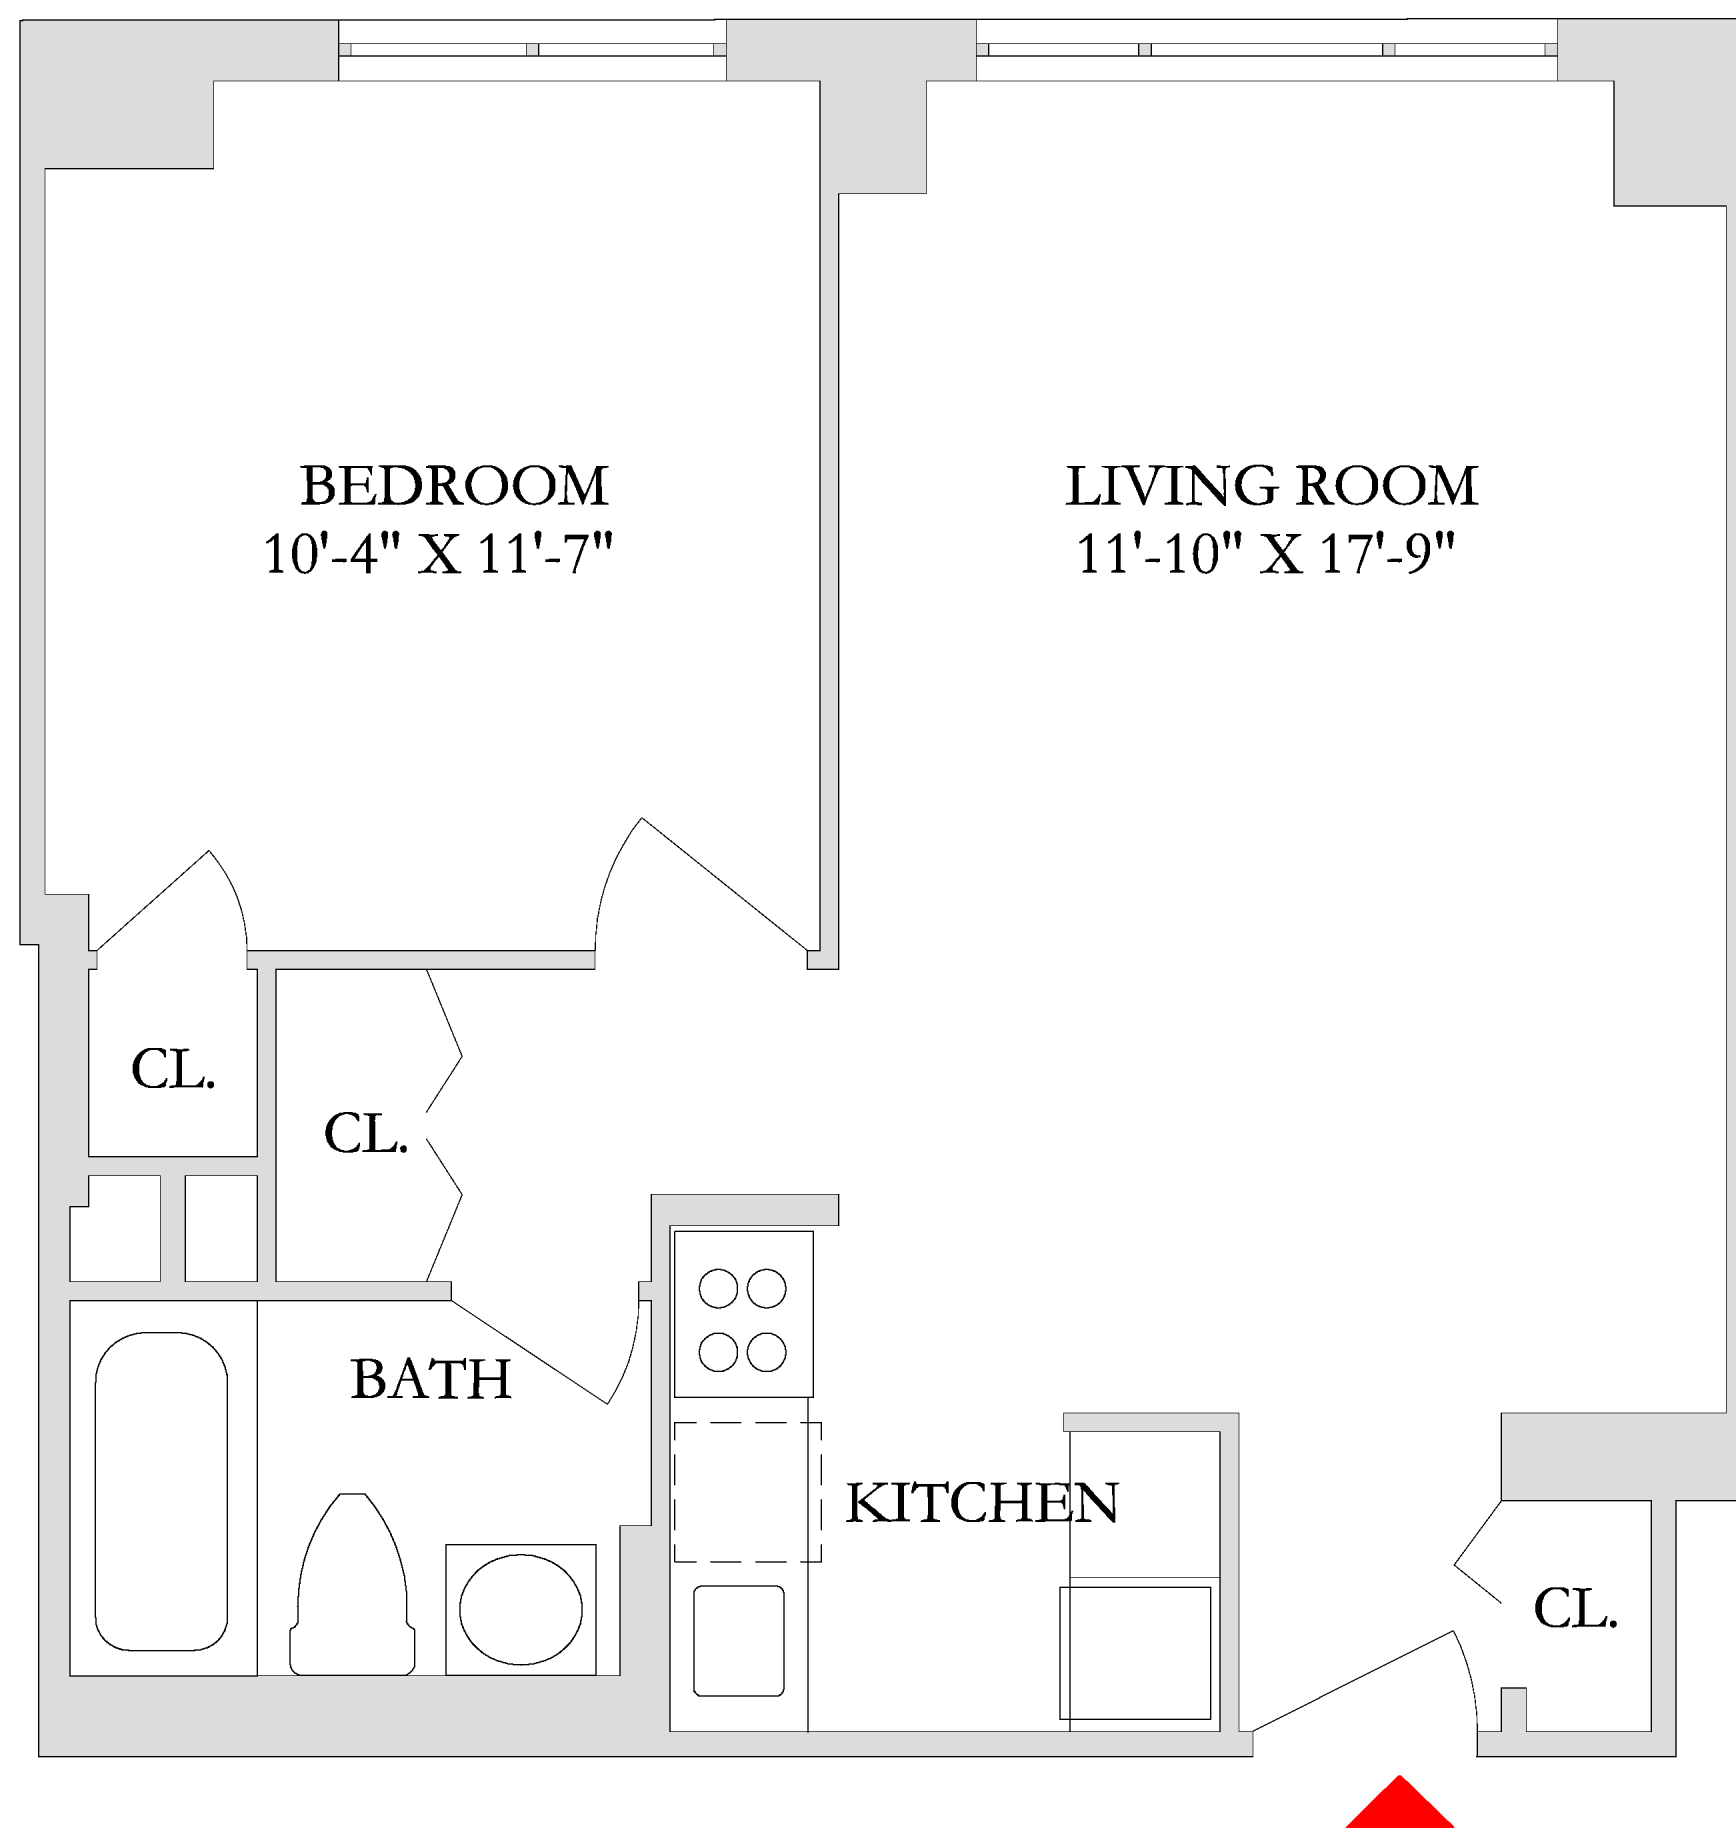 BEDROOM
10'-4" X 11'-7"
LIVING ROOM
11'-10" X 17'-9"
CL.
CL.
BATH
KITCHEN
CL.